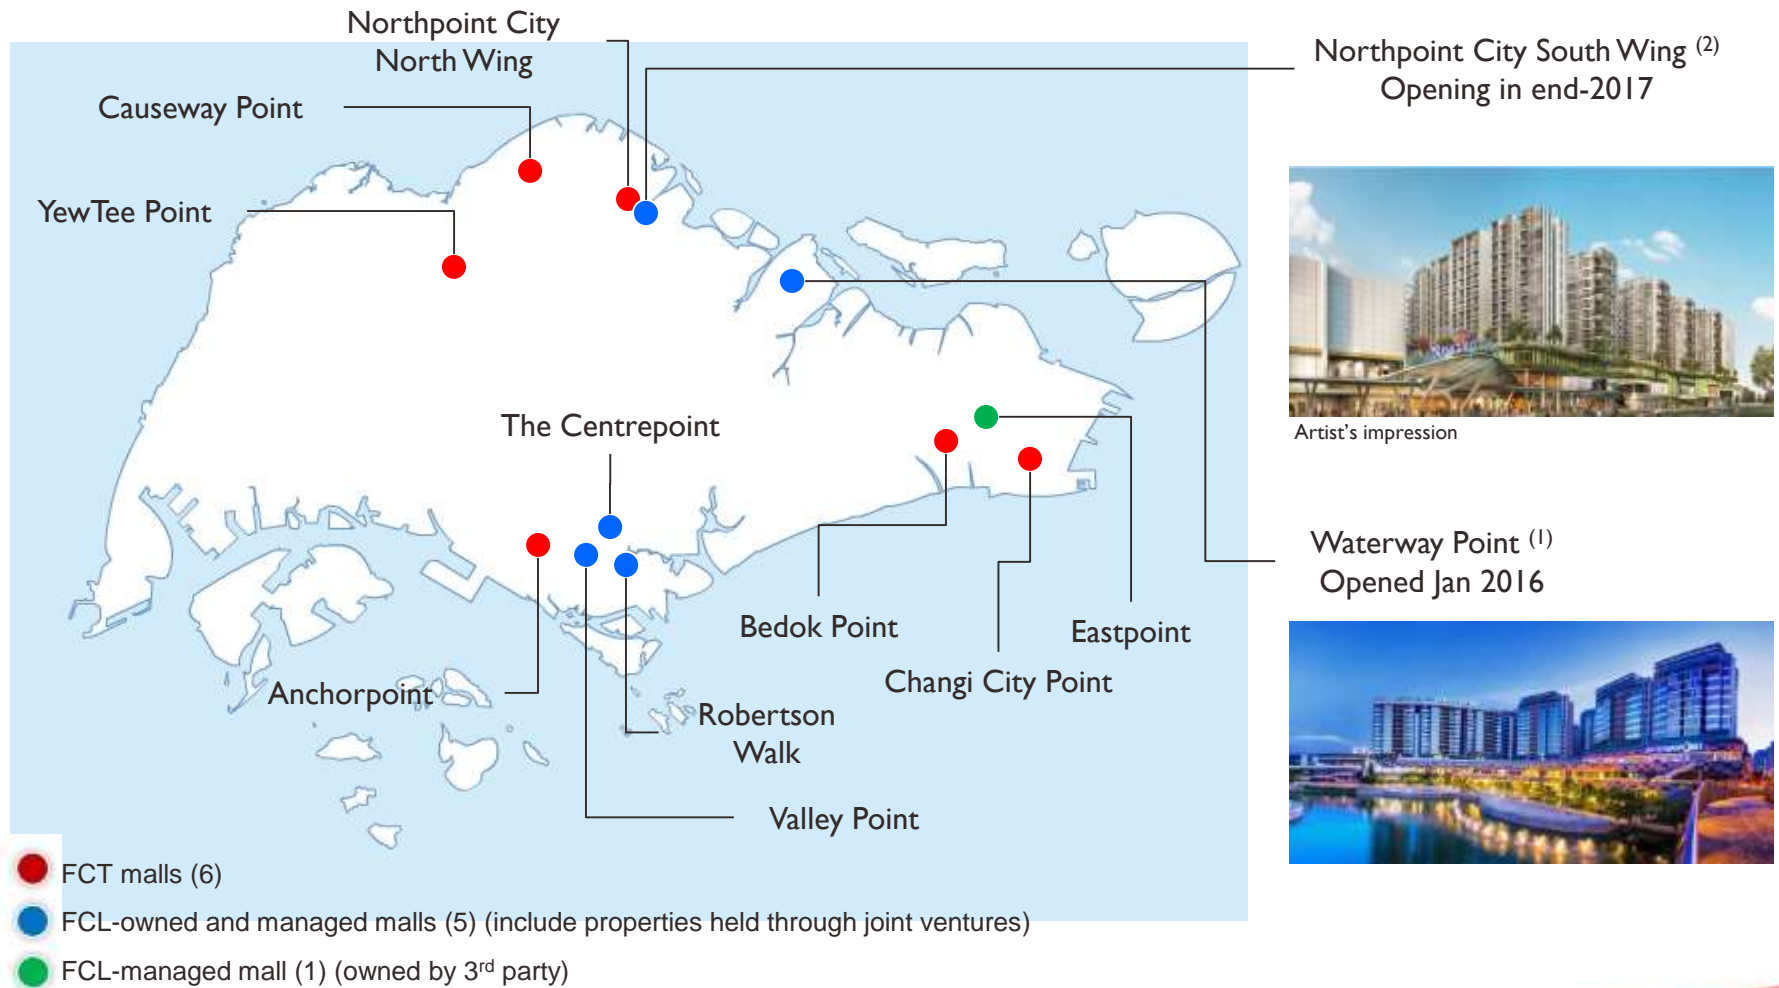 Northpoint City
North Wing
Northpoint City South Wing (2)
Opening in end-2017
Causeway Point
YewTee Point
Artist's impression
The Centrepoint
Waterway Point (1)
Opened Jan 2016
Bedok Point
Eastpoint
Changi City Point
Anchorpoint
Robertson
Walk
Valley Point
FCT malls (6)
FCL-owned and managed malls (5) (include properties held through joint ventures)
FCL-managed mall (1) (owned by 3rd party)